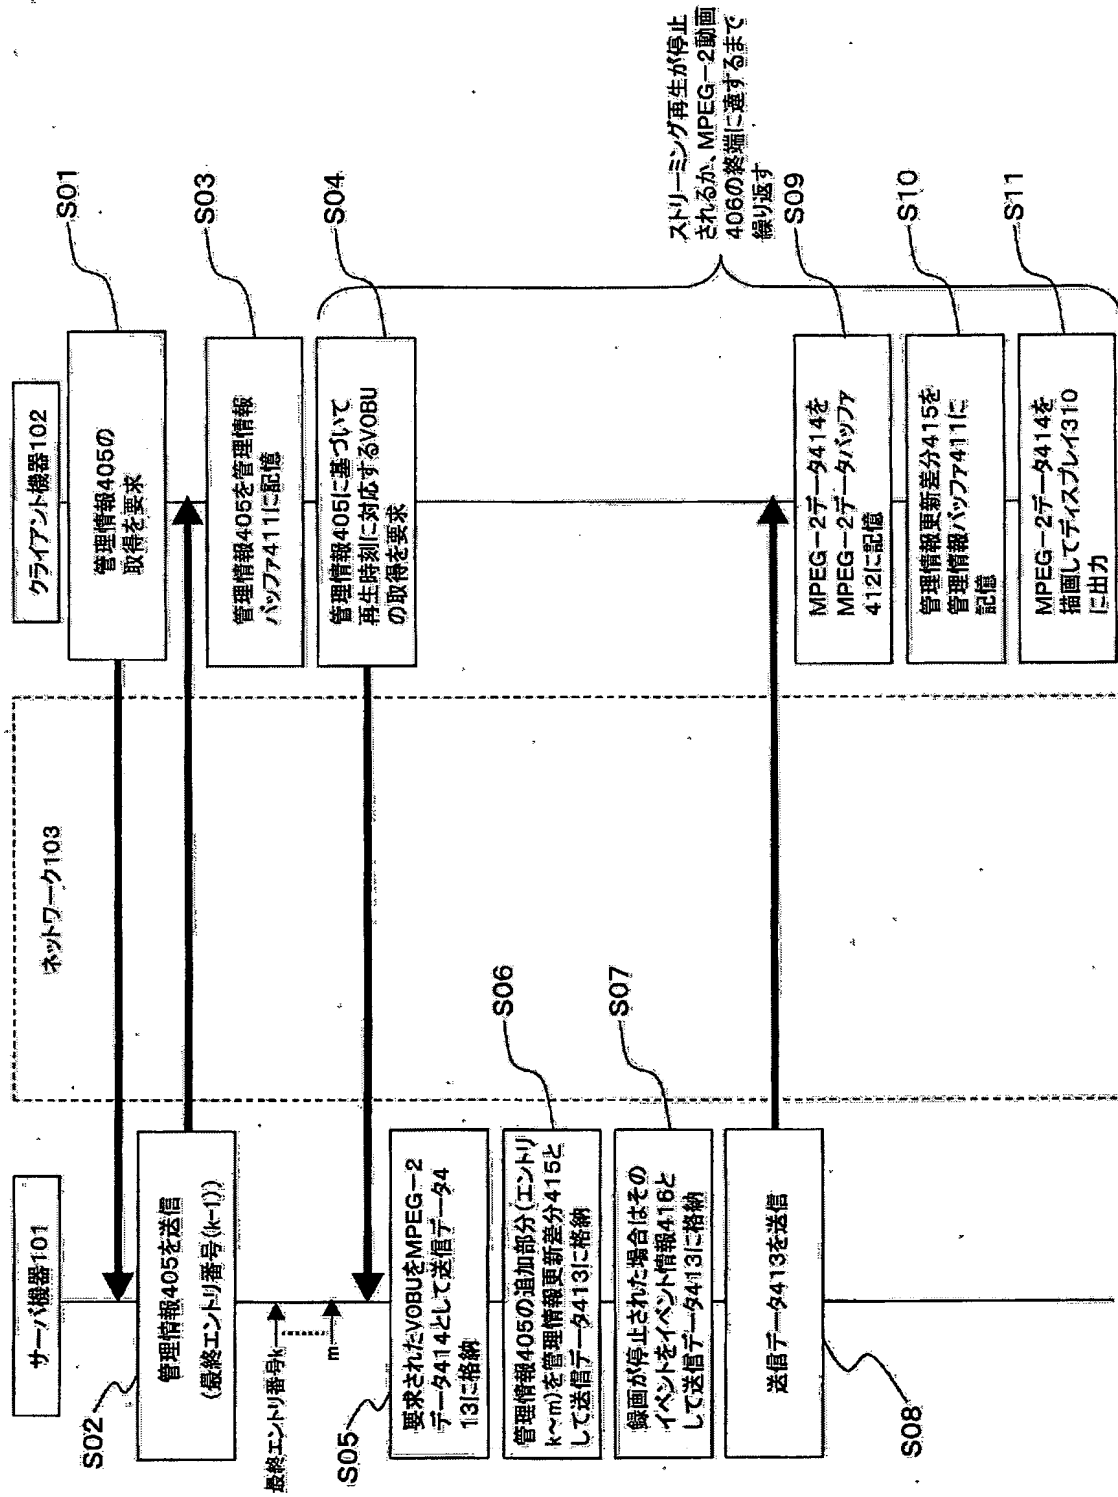 サーバ機器101
ネットワーク103
クライアント機器102
S01
管理情報405の
取得を要求
S02
管理情報405を送信
(最終エントリ番号(k-1))
S03
管理情報405を管理情報
バッファ411に記憶
最終エントリ番号k
m
S04
管理情報405に基づいて
再生時刻に対応するVOBU
の取得を要求
S05
要求されたVOBUをMPEG-2
データ414として送信データ4
13に格納
S06
管理情報405の追加部分(エントリ
k~m)を管理情報更新差分415と
して送信データ413に格納
S07
録画が停止された場合はその
イベントをイベント情報416と
して送信データ413に格納
送信データ413を送信
S08
ストリーミング再生が停止
されるか、MPEG-2動画
406の終端に達するまで
繰り返す
S09
MPEG-2データ414を
MPEG-2データバッファ
412に記憶
S10
管理情報更新差分415を
管理情報バッファ411に
記憶
S11
MPEG-2データ414を
描画してディスプレイ310
に出力